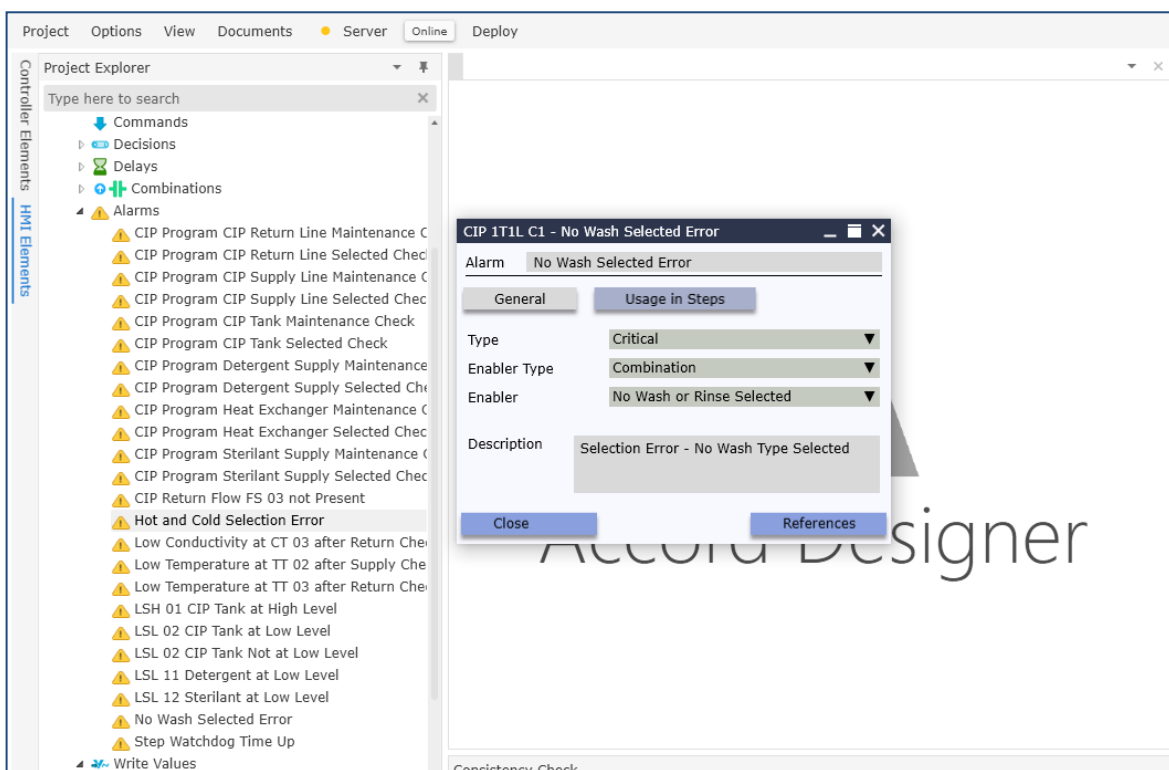 Project Options View Documents Server Online Deploy
Controller Elements
HMI Elements
Project Explorer
Type here to search
Commands
Decisions
Delays
Combinations
Alarms
CIP Program CIP Return Line Maintenance C
CIP Program CIP Return Line Selected Chec
CIP Program CIP Supply Line Maintenance C
CIP Program CIP Supply Line Selected Chec
CIP Program CIP Tank Maintenance Check
CIP Program CIP Tank Selected Check
CIP Program Detergent Supply Maintenance
CIP Program Detergent Supply Selected Che
CIP Program Heat Exchanger Maintenance C
CIP Program Heat Exchanger Selected Chec
CIP Program Sterilant Supply Maintenance C
CIP Program Sterilant Supply Selected Chec
CIP Return Flow FS 03 not Present
Hot and Cold Selection Error
Low Conductivity at CT 03 after Return Che
Low Temperature at TT 02 after Supply Che
Low Temperature at TT 03 after Return Che
LSH 01 CIP Tank at High Level
LSL 02 CIP Tank at Low Level
LSL 02 CIP Tank Not at Low Level
LSL 11 Detergent at Low Level
LSL 12 Sterilant at Low Level
No Wash Selected Error
Step Watchdog Time Up
Write Values
CIP 1T1L C1 - No Wash Selected Error
Alarm No Wash Selected Error
General Usage in Steps
Type Critical
Enabler Type Combination
Enabler No Wash or Rinse Selected
Description Selection Error - No Wash Type Selected
Close References
Accord Designer
Consistency Check